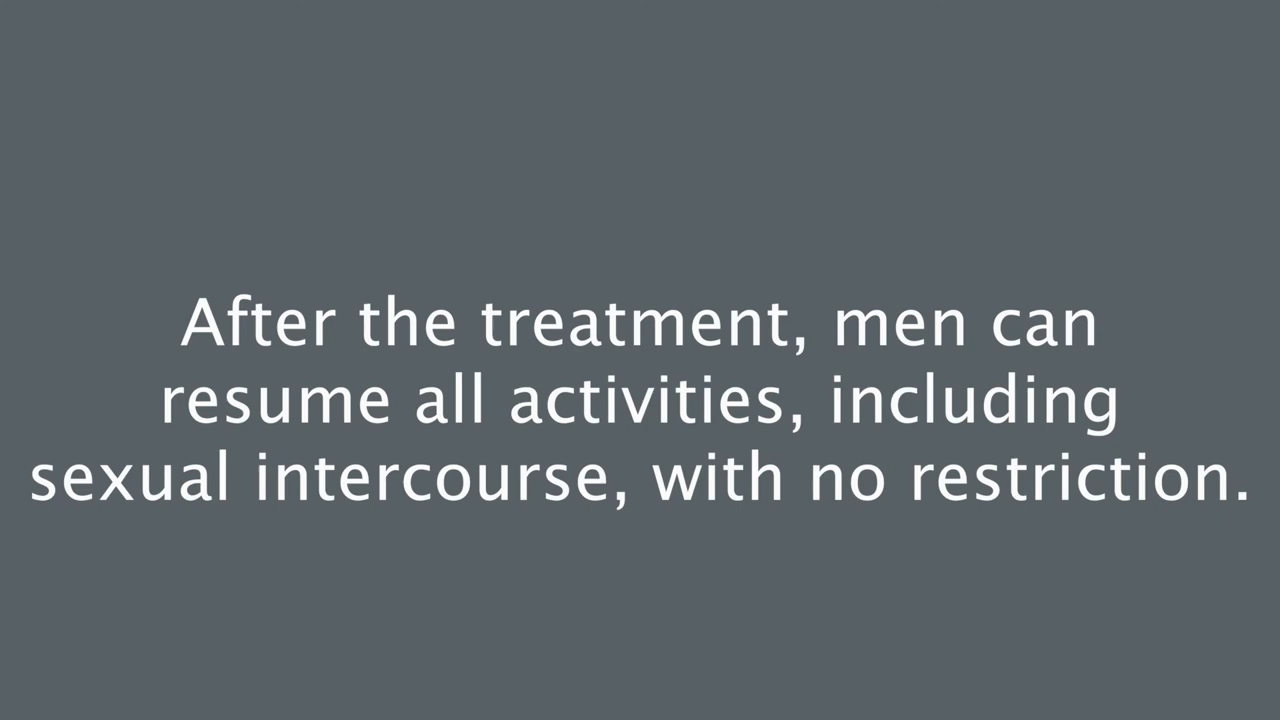 After the treatment, men can
resume all activities, including
sexual intercourse, with no restriction.